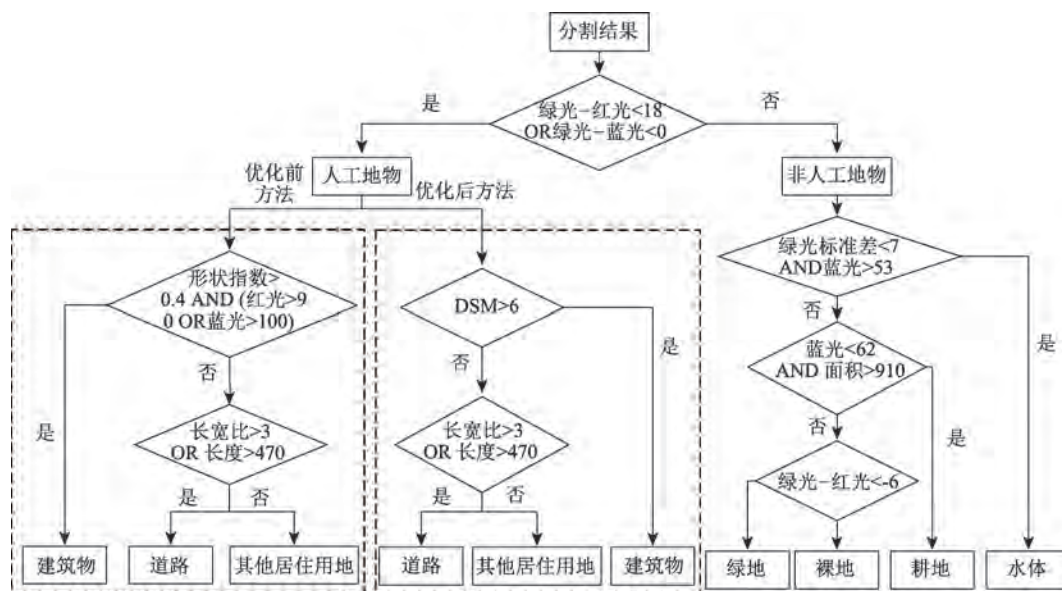 分割结果
绿光-红光<18
OR绿光-蓝光<0
是
否
人工地物
非人工地物
优化前
方法
优化后方法
形状指数>
0.4 AND (红光>9
0 OR蓝光>100)
DSM>6
绿光标准差<7
AND蓝光>53
否
是
否
否
是
蓝光<62
AND 面积>910
是
长宽比>3
OR 长度>470
长宽比>3
OR 长度>470
否
是
绿光-红光<-6
是
否
是
否
建筑物
道路
其他居住用地
道路
其他居住用地
建筑物
绿地
裸地
耕地
水体